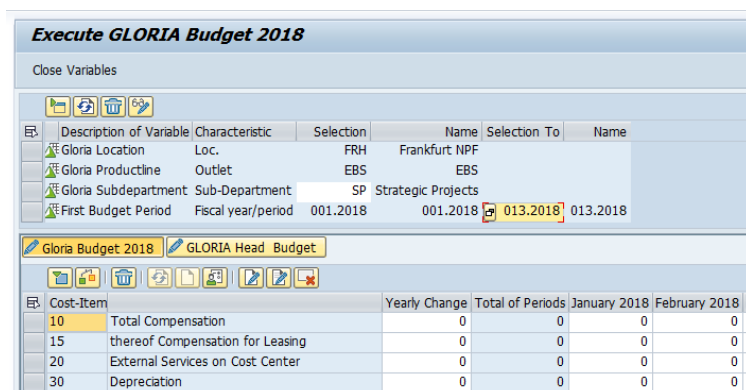 Execute GLORIA Budget 2018
Close Variables
Description of Variable Characteristic Selection Name Selection To Name
Gloria Location Loc. FRH Frankfurt NPF
Gloria Productline Outlet EBS EBS
Gloria Subdepartment Sub-Department SP Strategic Projects
First Budget Period Fiscal year/period 001.2018 001.2018 013.2018 013.2018
Gloria Budget 2018 GLORIA Head Budget
Cost-Item Yearly Change Total of Periods January 2018 February 2018
10 Total Compensation 0 0 0 0
15 thereof Compensation for Leasing 0 0 0 0
20 External Services on Cost Center 0 0 0 0
30 Depreciation 0 0 0 0